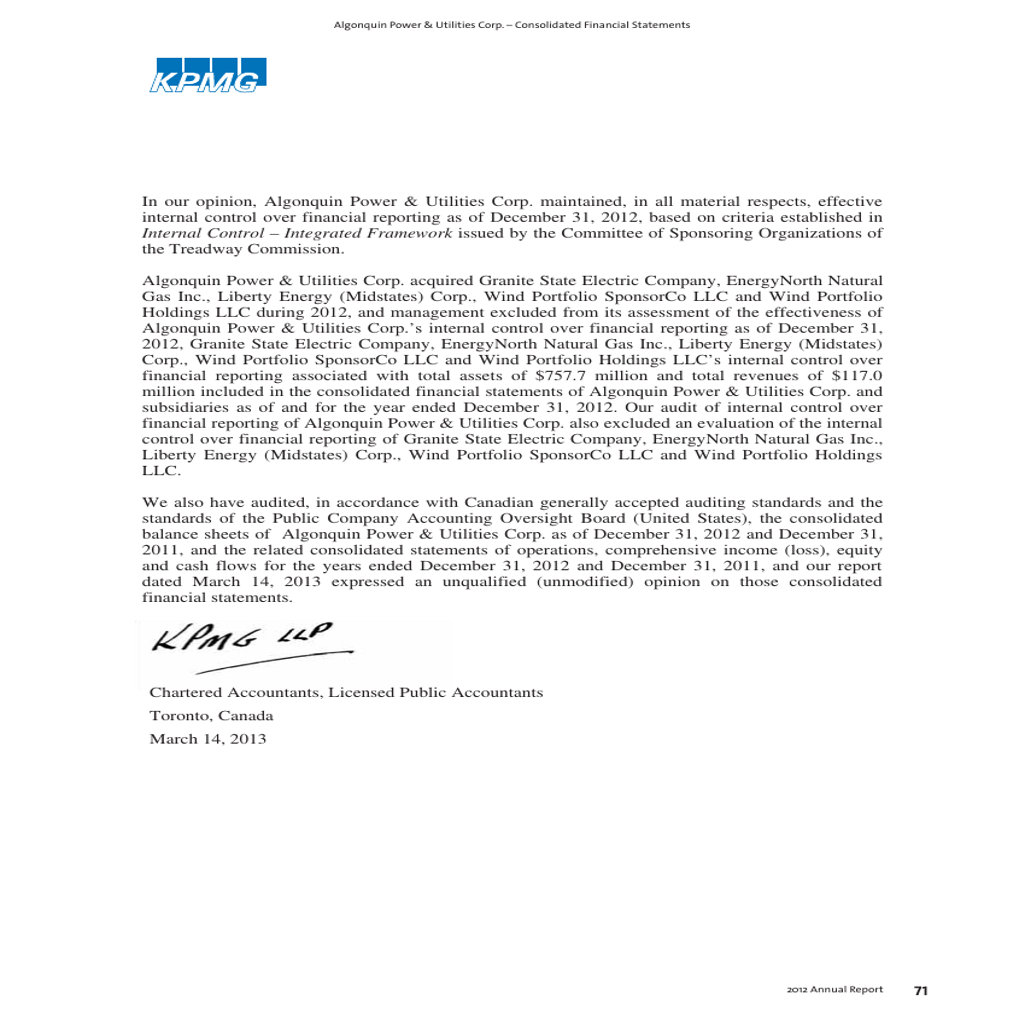 Algonquin Power & Utilities Corp. – Consolidated Financial Statements
KPMG
In our opinion, Algonquin Power & Utilities Corp. maintained, in all material respects, effective
internal control over financial reporting as of December 31, 2012, based on criteria established in
Internal Control – Integrated Framework issued by the Committee of Sponsoring Organizations of
the Treadway Commission.
Algonquin Power & Utilities Corp. acquired Granite State Electric Company, EnergyNorth Natural
Gas Inc., Liberty Energy (Midstates) Corp., Wind Portfolio SponsorCo LLC and Wind Portfolio
Holdings LLC during 2012, and management excluded from its assessment of the effectiveness of
Algonquin Power & Utilities Corp.'s internal control over financial reporting as of December 31,
2012, Granite State Electric Company, EnergyNorth Natural Gas Inc., Liberty Energy (Midstates)
Corp., Wind Portfolio SponsorCo LLC and Wind Portfolio Holdings LLC's internal control over
financial reporting associated with total assets of $757.7 million and total revenues of $117.0
million included in the consolidated financial statements of Algonquin Power & Utilities Corp. and
subsidiaries as of and for the year ended December 31, 2012. Our audit of internal control over
financial reporting of Algonquin Power & Utilities Corp. also excluded an evaluation of the internal
control over financial reporting of Granite State Electric Company, EnergyNorth Natural Gas Inc.,
Liberty Energy (Midstates) Corp., Wind Portfolio SponsorCo LLC and Wind Portfolio Holdings
LLC.
We also have audited, in accordance with Canadian generally accepted auditing standards and the
standards of the Public Company Accounting Oversight Board (United States), the consolidated
balance sheets of Algonquin Power & Utilities Corp. as of December 31, 2012 and December 31,
2011, and the related consolidated statements of operations, comprehensive income (loss), equity
and cash flows for the years ended December 31, 2012 and December 31, 2011, and our report
dated March 14, 2013 expressed an unqualified (unmodified) opinion on those consolidated
financial statements.
KPMG LLP
Chartered Accountants, Licensed Public Accountants
Toronto, Canada
March 14, 2013
2012 Annual Report 71